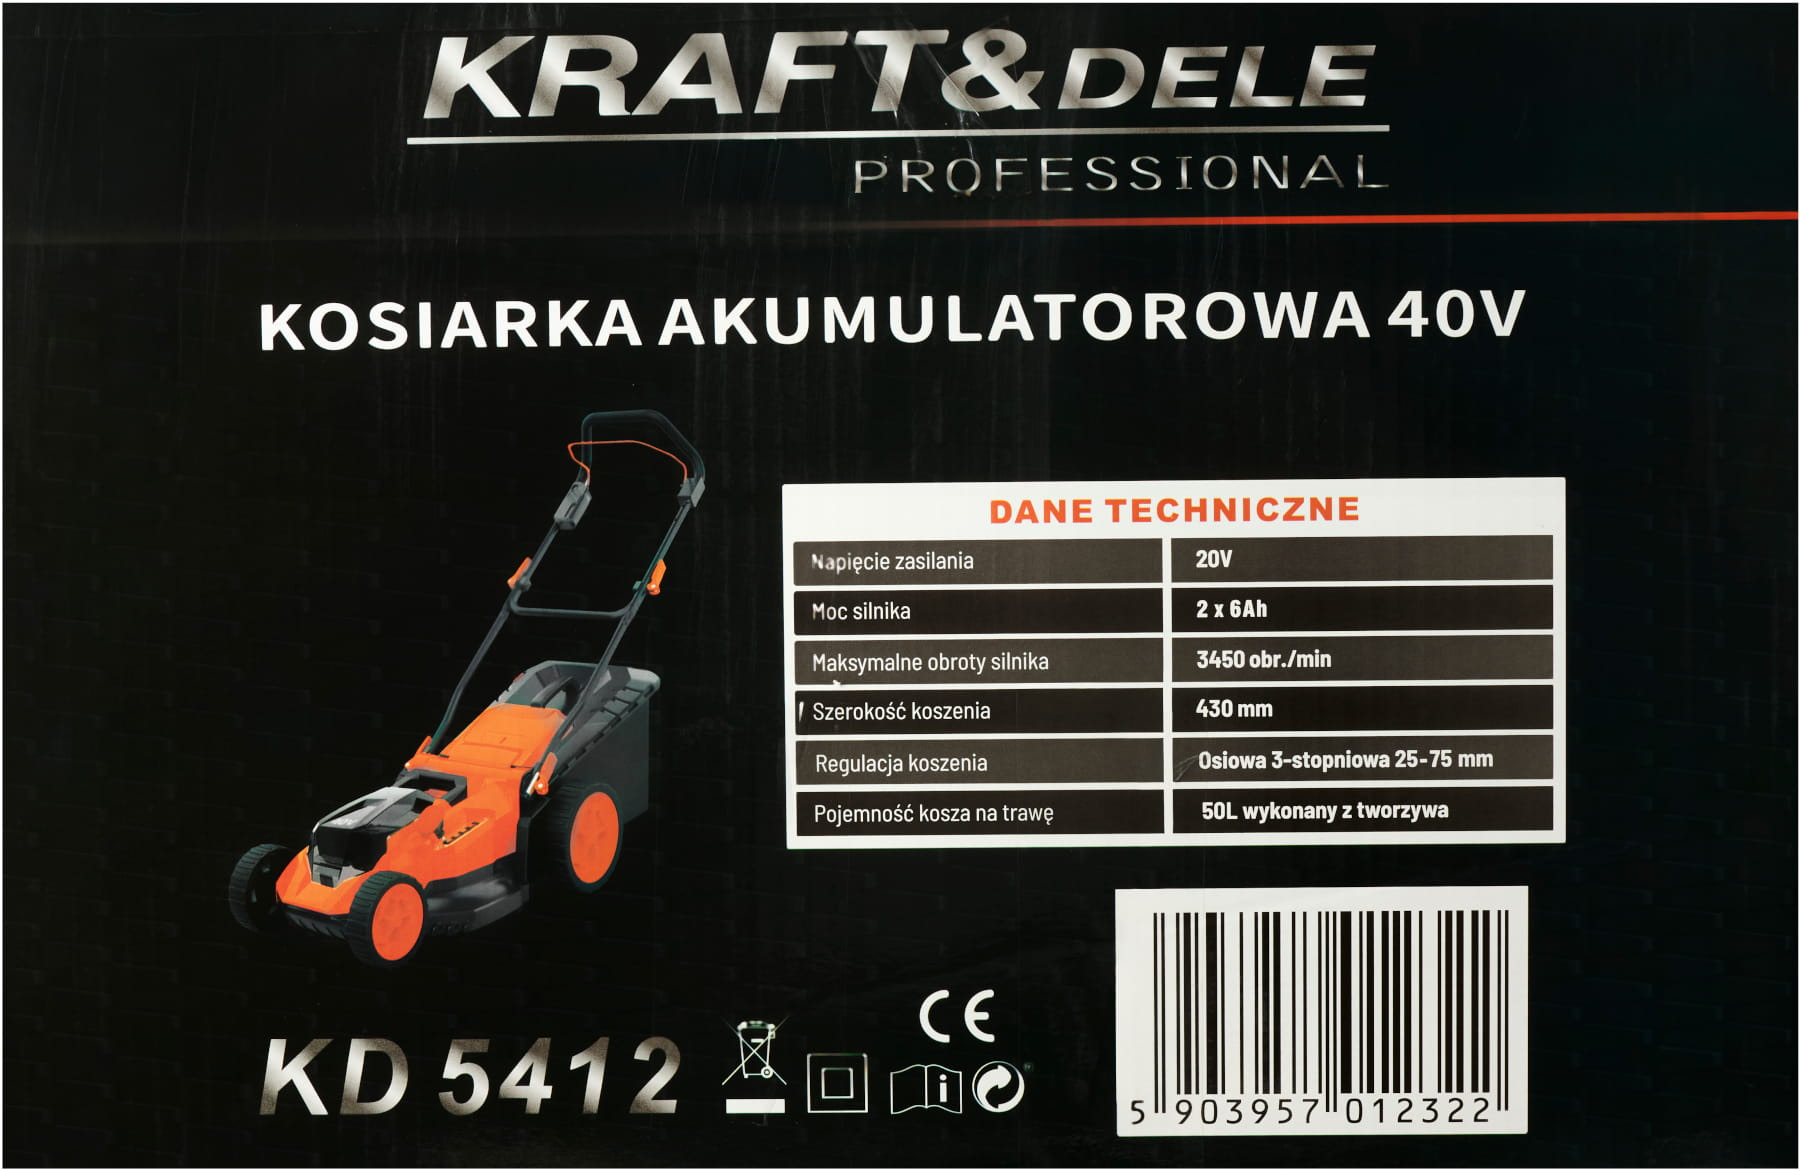 KRAFT&DELE
PROFESSIONAL
KOSIARKA AKUMULATOROWA 40V
DANE TECHNICZNE
Napięcie zasilania 20V
Moc silnika 2 x 6Ah
Maksymalne obroty silnika 3450 obr./min
Szerokość koszenia 430 mm
Regulacja koszenia Osiowa 3-stopniowa 25-75 mm
Pojemność kosza na trawę 50L wykonany z tworzywa
40V
CE
KD 5412
i
5 903957 012322